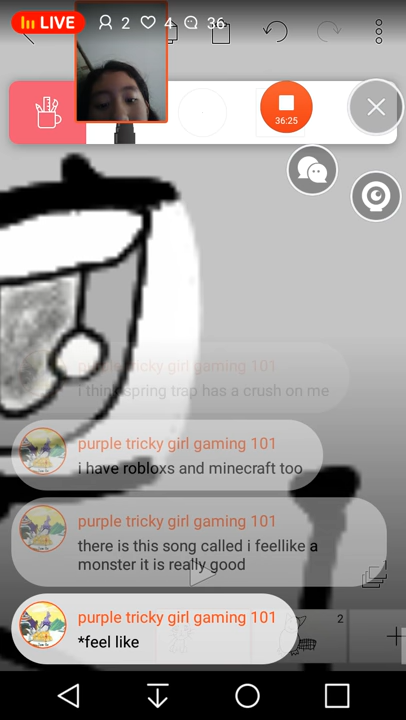 LIVE 2 4 36
36:25
purple tricky girl gaming 101
i think spring trap has a crush on me
purple tricky girl gaming 101
i have robloxs and minecraft too
purple tricky girl gaming 101
there is this song called i feellike a
monster it is really good
2
purple tricky girl gaming 101
*feel like